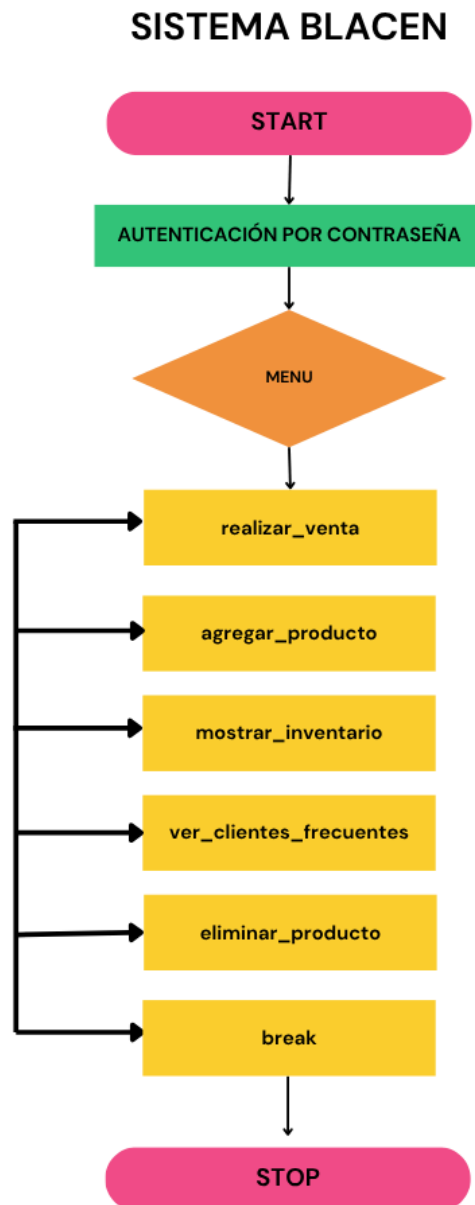 SISTEMA BLACEN
START
AUTENTICACIÓN POR CONTRASEÑA
MENU
realizar_venta
agregar_producto
mostrar_inventario
ver_clientes_frecuentes
eliminar_producto
break
STOP